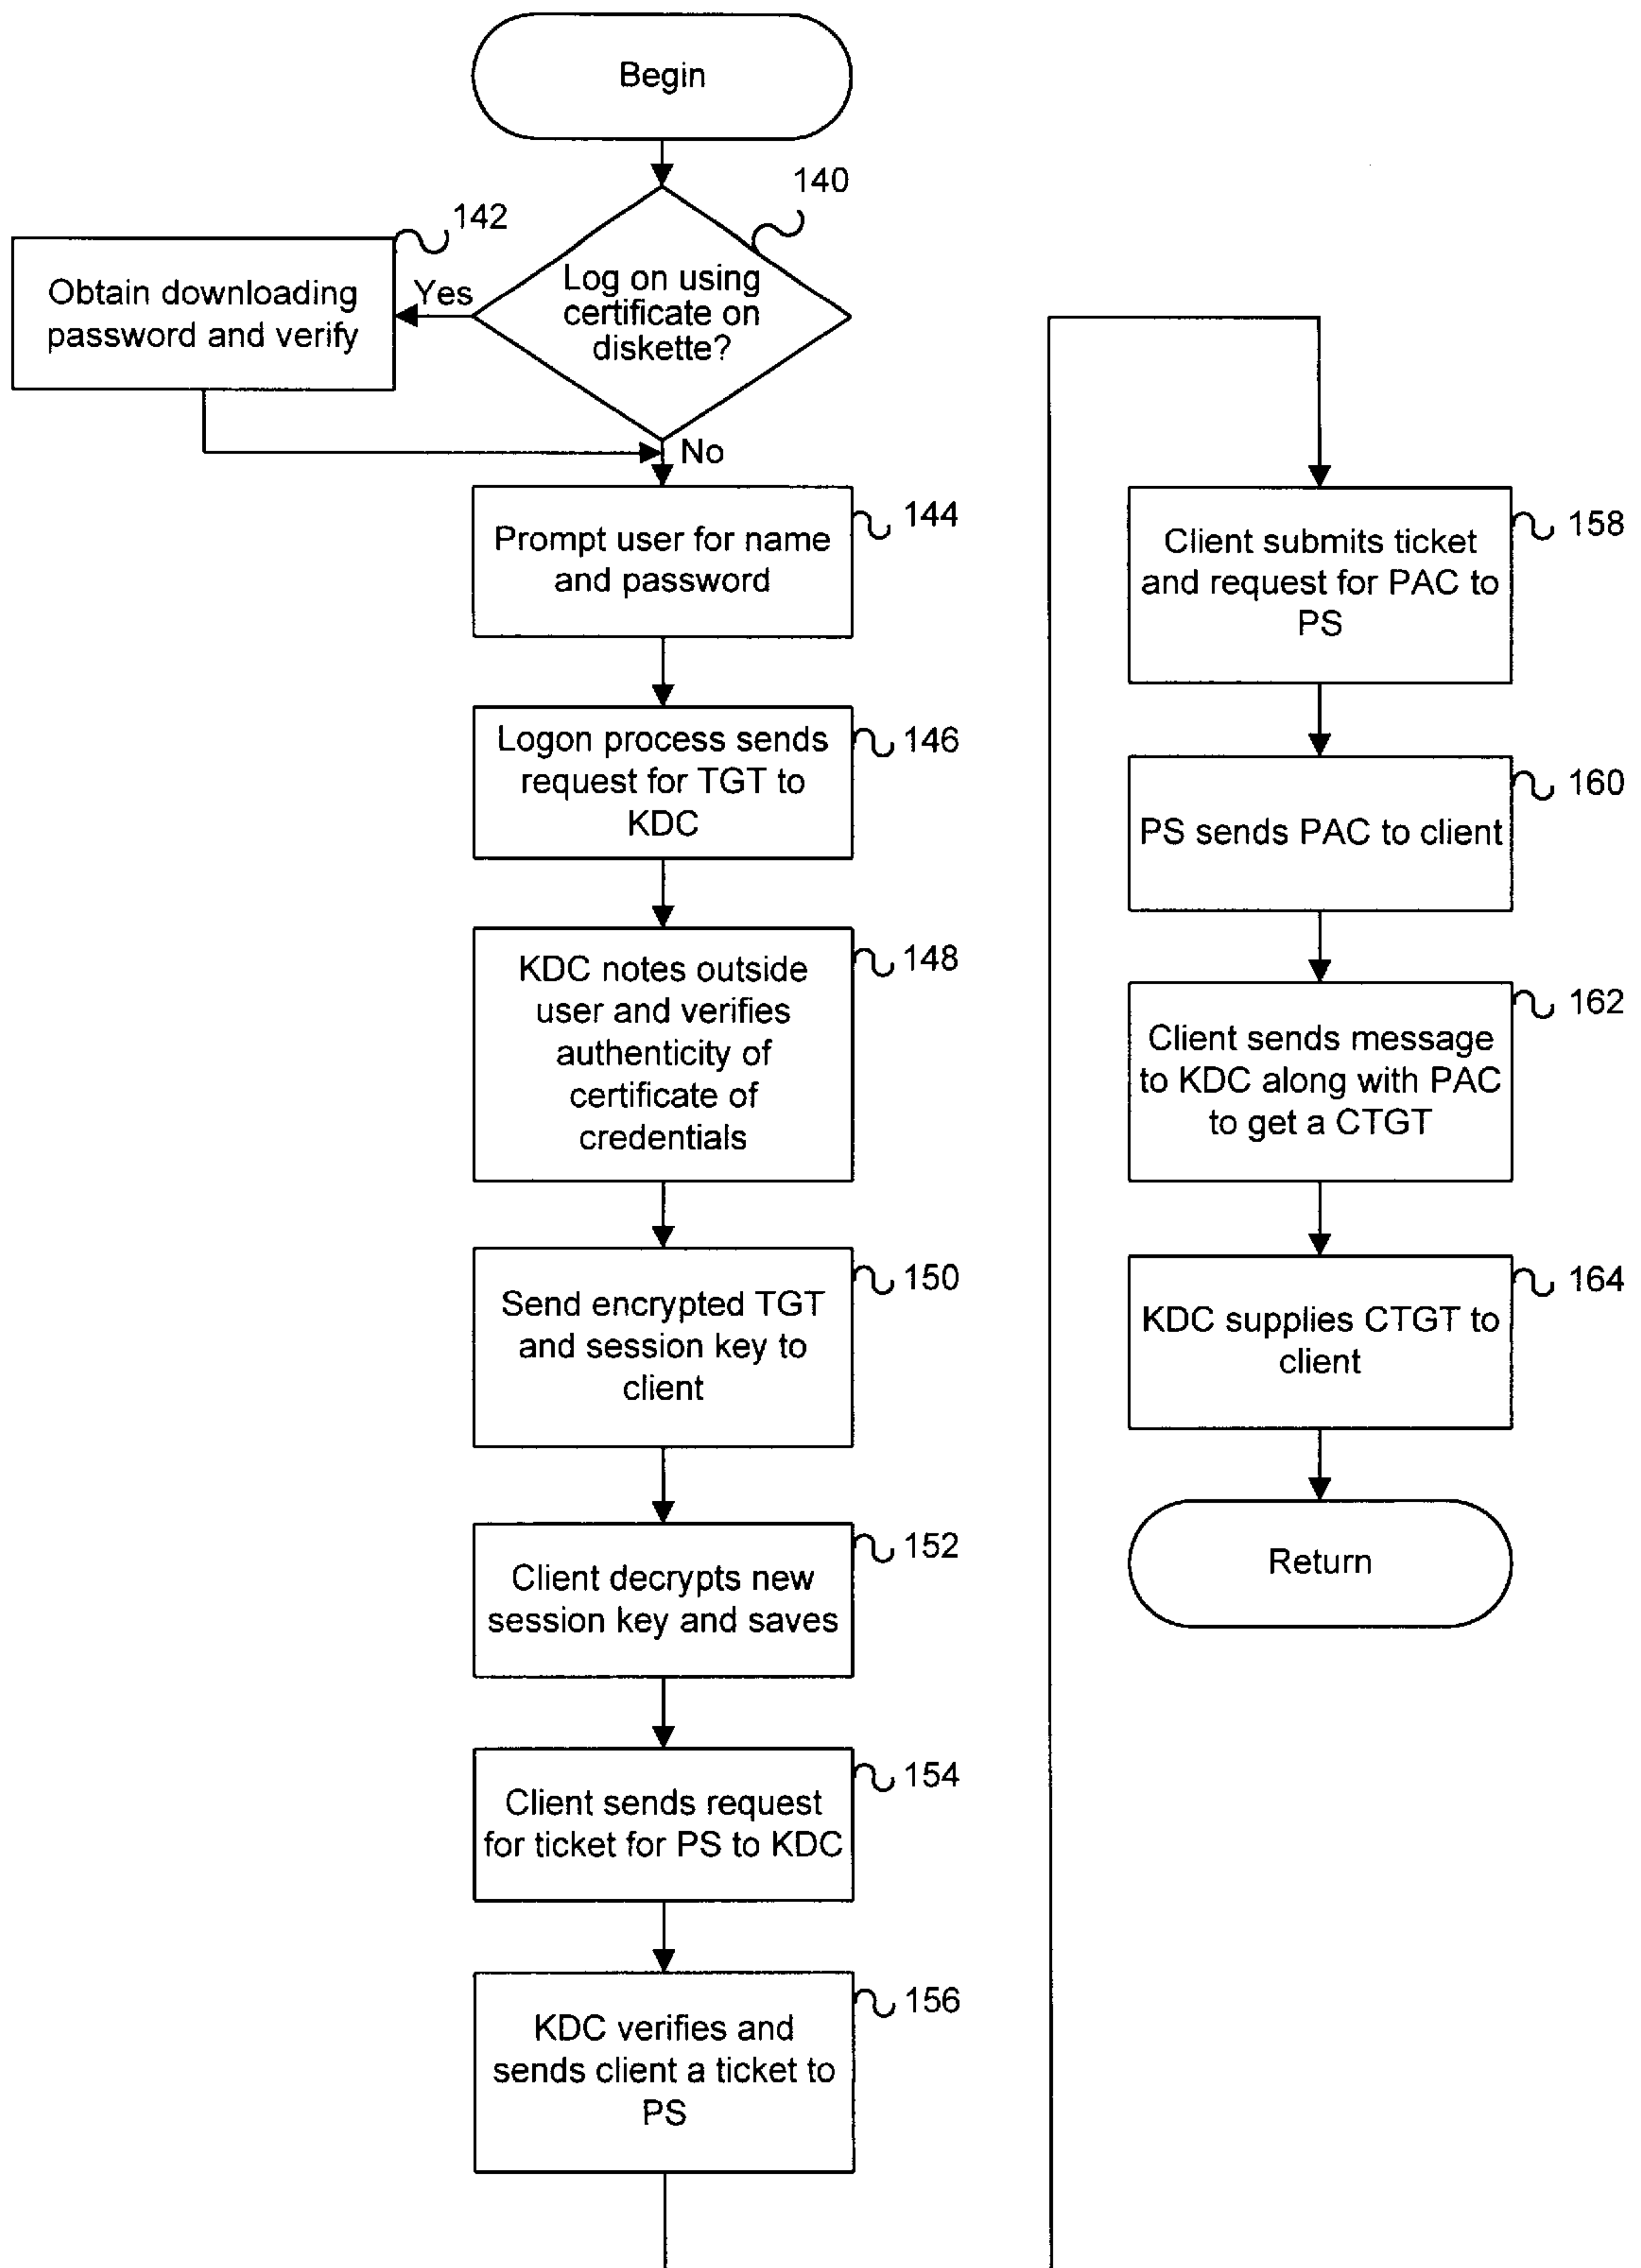 Begin
140
Log on using
certificate on
diskette?
Yes
142
Obtain downloading
password and verify
No
144
Prompt user for name
and password
146
Logon process sends
request for TGT to
KDC
148
KDC notes outside
user and verifies
authenticity of
certificate of
credentials
150
Send encrypted TGT
and session key to
client
152
Client decrypts new
session key and saves
154
Client sends request
for ticket for PS to KDC
156
KDC verifies and
sends client a ticket to
PS
158
Client submits ticket
and request for PAC to
PS
160
PS sends PAC to client
162
Client sends message
to KDC along with PAC
to get a CTGT
164
KDC supplies CTGT to
client
Return